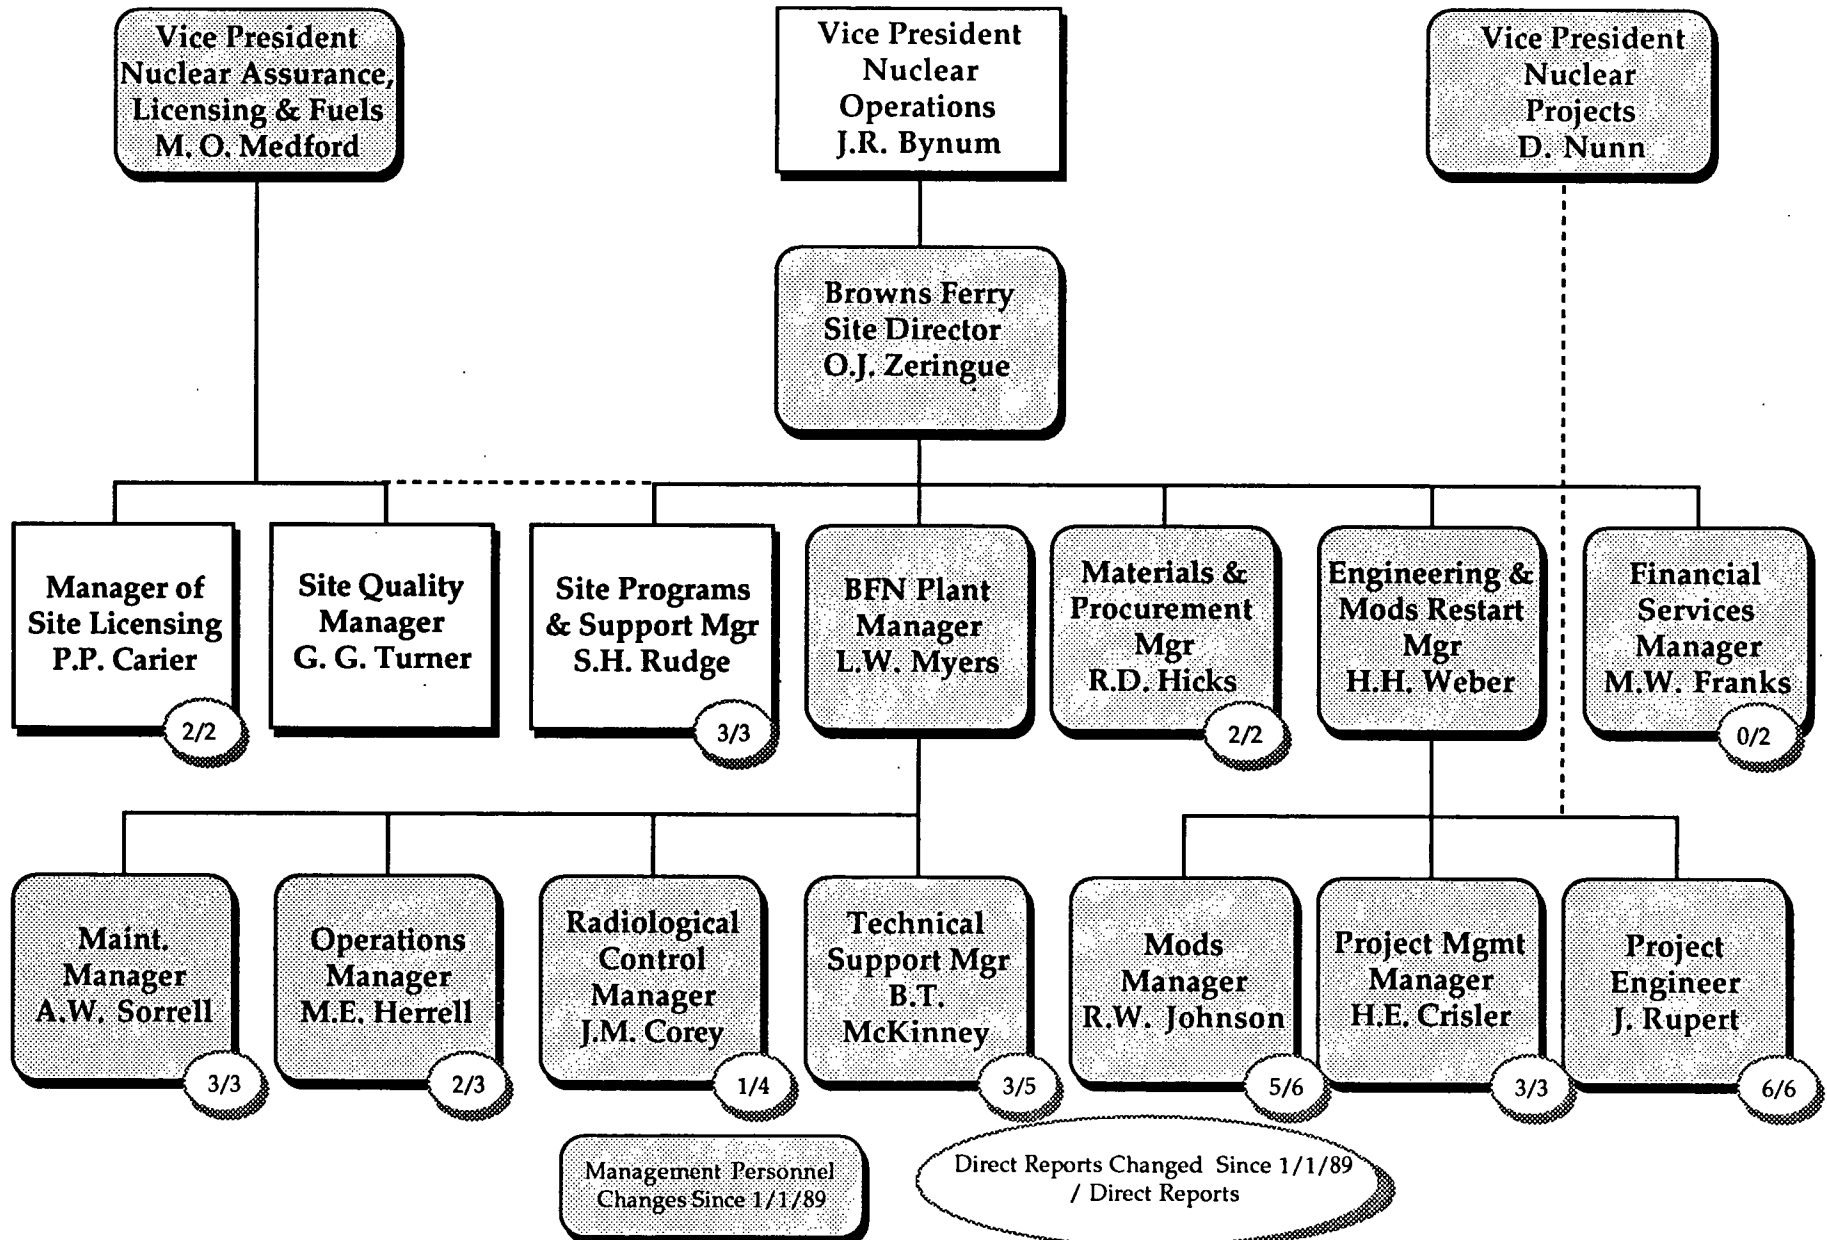 Vice President
Nuclear Assurance,
Licensing & Fuels
M. O. Medford
Vice President
Nuclear
Operations
J.R. Bynum
Vice President
Nuclear
Projects
D. Nunn
Browns Ferry
Site Director
O.J. Zeringue
Manager of
Site Licensing
P.P. Carier
2/2
Site Quality
Manager
G. G. Turner
Site Programs
& Support Mgr
S.H. Rudge
3/3
BFN Plant
Manager
L.W. Myers
Materials &
Procurement
Mgr
R.D. Hicks
2/2
Engineering &
Mods Restart
Mgr
H.H. Weber
Financial
Services
Manager
M.W. Franks
0/2
Maint.
Manager
A.W. Sorrell
3/3
Operations
Manager
M.E. Herrell
2/3
Radiological
Control
Manager
J.M. Corey
1/4
Technical
Support Mgr
B.T.
McKinney
3/5
Mods
Manager
R.W. Johnson
5/6
Project Mgmt
Manager
H.E. Crisler
3/3
Project
Engineer
J. Rupert
6/6
Management Personnel
Changes Since 1/1/89
Direct Reports Changed Since 1/1/89
/ Direct Reports